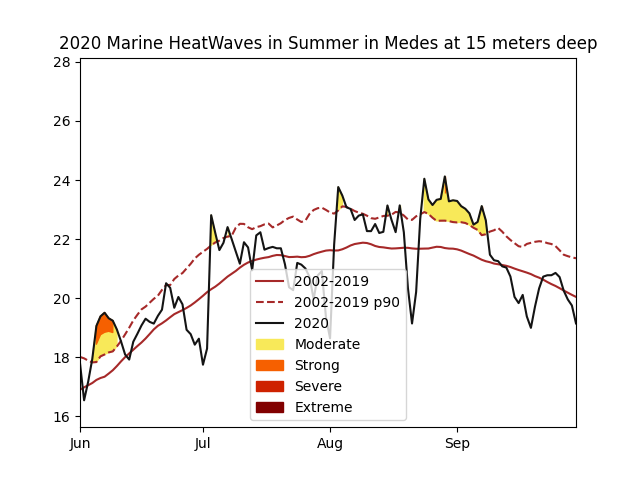 2020 Marine HeatWaves in Summer in Medes at 15 meters deep
28
26
24
22
20
18
16
Jun
Jul
Aug
Sep
2002-2019
2002-2019 p90
2020
Moderate
Strong
Severe
Extreme